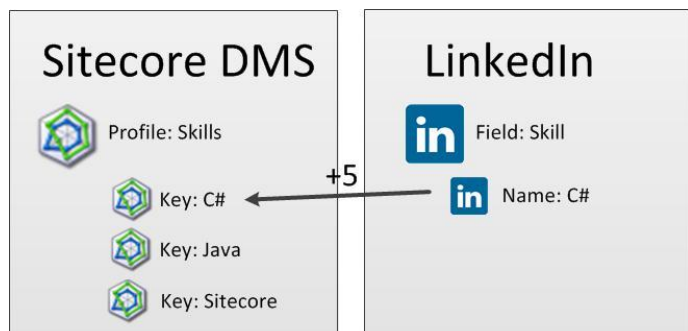 Sitecore DMS
Profile: Skills
Key: C#
Key: Java
Key: Sitecore
+5
LinkedIn
in
Field: Skill
in
Name: C#